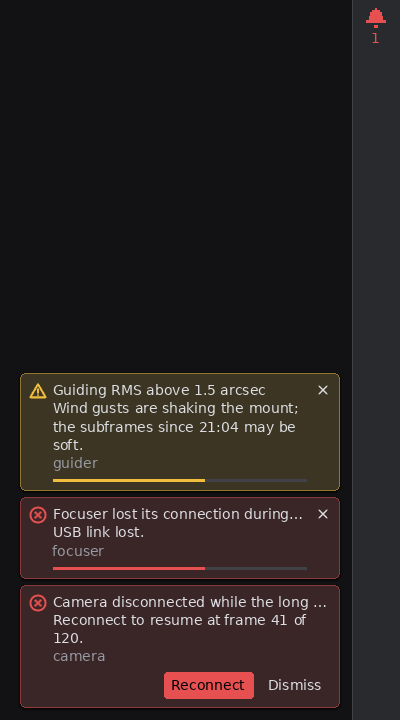 1
Guiding RMS above 1.5 arcsec
Wind gusts are shaking the mount;
the subframes since 21:04 may be
soft.
guider
Focuser lost its connection during…
USB link lost.
focuser
Camera disconnected while the long …
Reconnect to resume at frame 41 of
120.
camera
Reconnect Dismiss